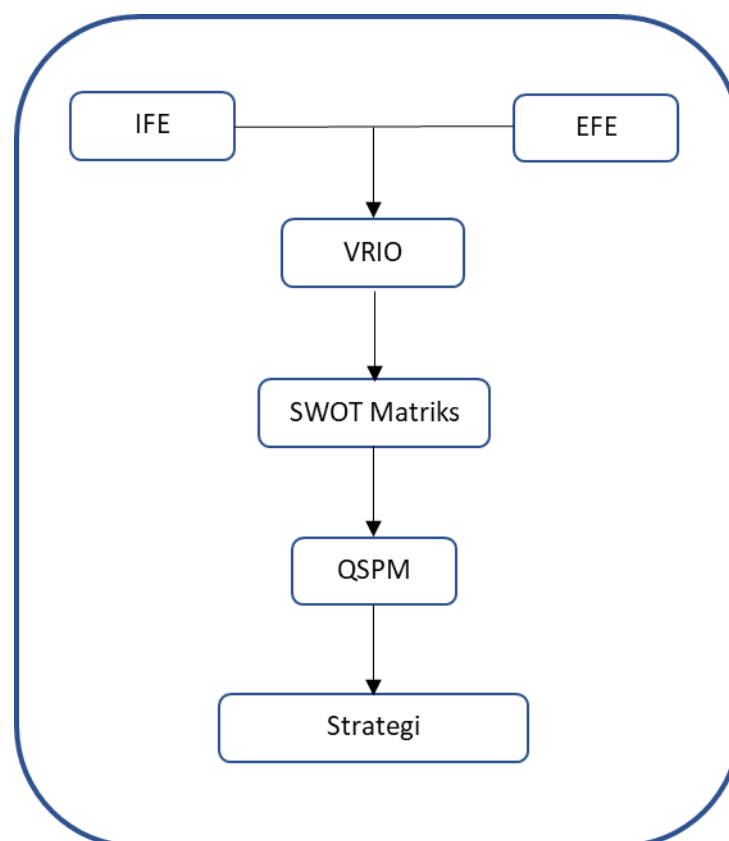 IFE
EFE
VRIO
SWOT Matriks
QSPM
Strategi